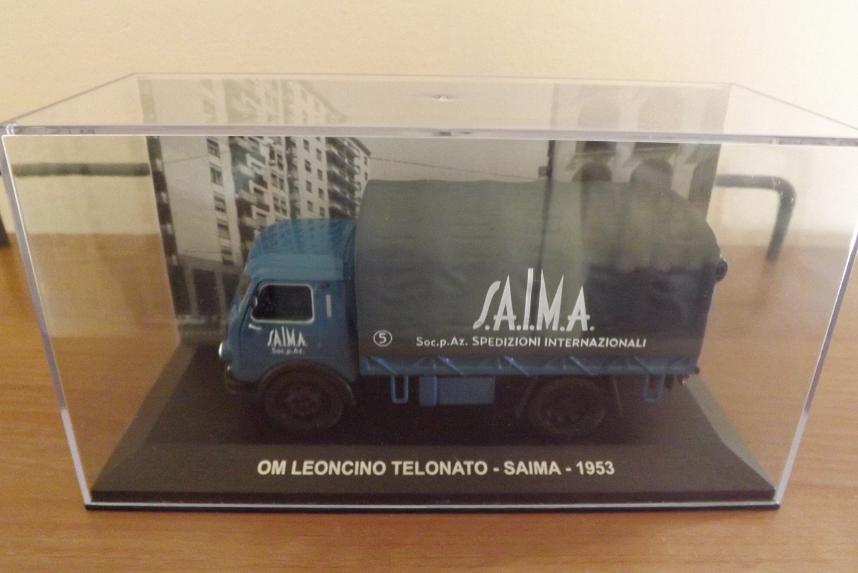 S.A.I.M.A.
SAIMA
Soc.p.Az.
5
Soc.p.Az. SPEDIZIONI INTERNAZIONALI
OM LEONCINO TELONATO - SAIMA - 1953